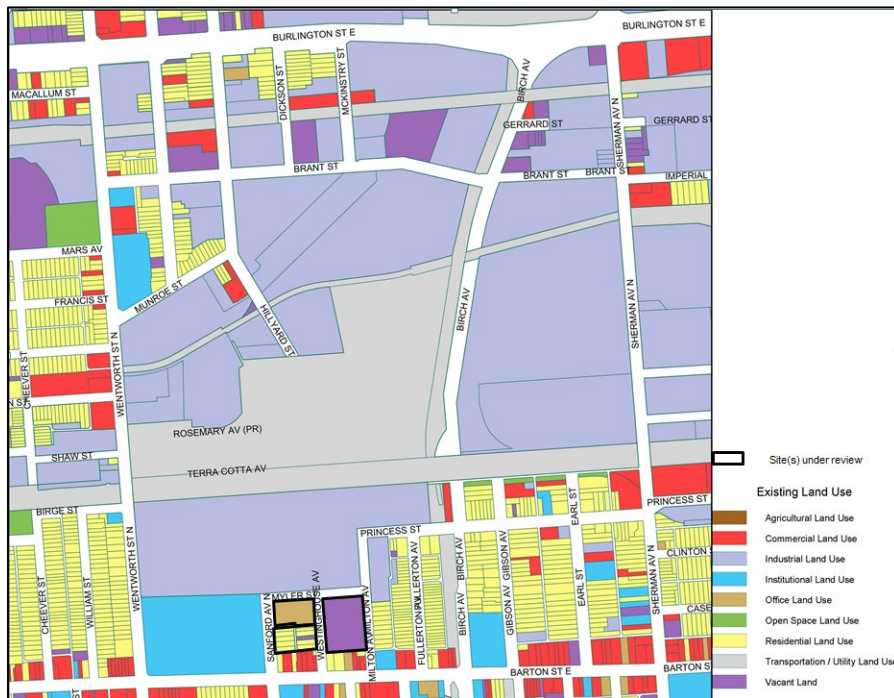 BURLINGTON ST E
BURLINGTON ST E
MACALLUM ST
DICKSON ST
MCKINSTRY ST
BIRCH AV
SHERMAN AV N
GERRARD ST
GERRARD ST
BRANT ST
BRANT ST
BRANT ST
IMPERIAL
MARS AV
FRANCIS ST
MUNROE ST
HILLYARD ST
BIRCH AV
SHERMAN AV N
CHEEVER ST
WENTWORTH ST N
N ST
ROSEMARY AV (PR)
SHAW ST
TERRA COTTA AV
BIRGE ST
PRINCESS ST
PRINCESS ST
EARL ST
CHEEVER ST
WILLIAM ST
WENTWORTH ST N
FULLERTON AV
BIRCH AV
GIBSON AV
CLINTON S
MYLER S
SANFORD AV N
WESTINGHOUSE AV
MILTON AV
MILTON A
FULLERTON AV
BIRCH AV
GIBSON AV
EARL ST
SHERMAN AV N
CASE
BARTON ST E
BARTON ST
ST
Site(s) under review
Existing Land Use
Agricultural Land Use
Commercial Land Use
Industrial Land Use
Institutional Land Use
Office Land Use
Open Space Land Use
Residential Land Use
Transportation / Utility Land Use
Vacant Land